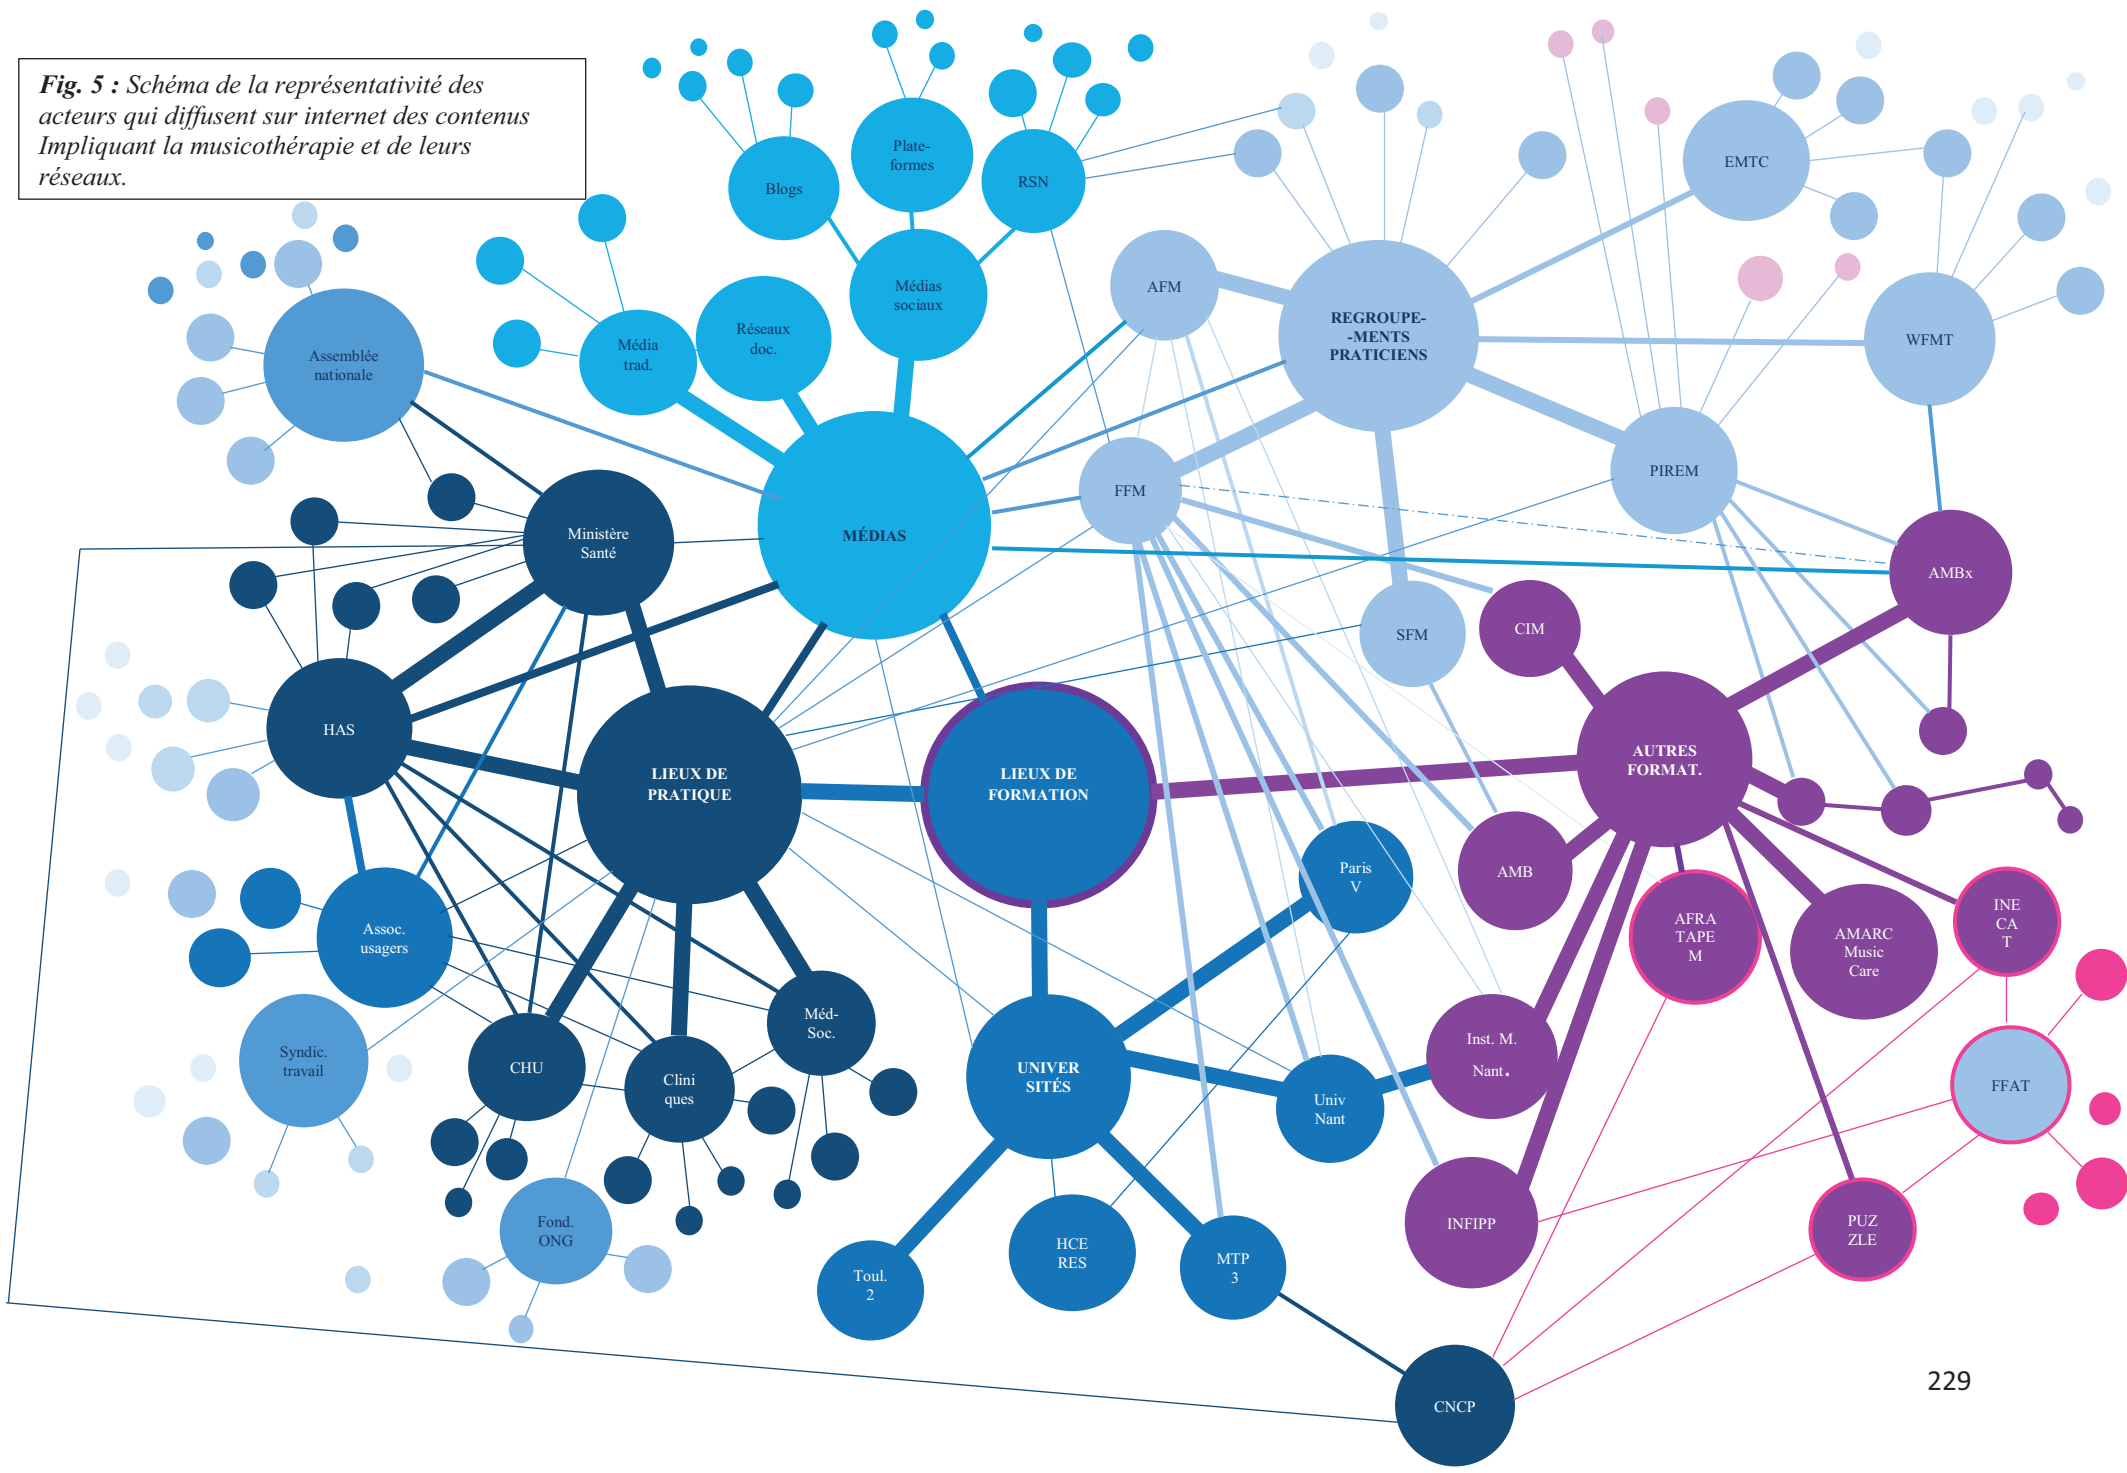 Fig. 5 : Schéma de la représentativité des
acteurs qui diffusent sur internet des contenus
Impliquant la musicothérapie et de leurs
réseaux.
Blogs
Plate-
formes
RSN
EMTC
Médias
sociaux
AFM
Réseaux
doc.
Média
trad.
Assemblée
nationale
REGROUPE-
-MENTS
PRATICIENS
WFMT
PIREM
FFM
MÉDIAS
Ministère
Santé
AMBx
CIM
SFM
HAS
LIEUX DE
PRATIQUE
LIEUX DE
FORMATION
AUTRES
FORMAT.
Paris
V
AMB
AFRA
TAPE
M
AMARC
Music
Care
INE
CA
T
Assoc.
usagers
Méd-
Soc.
Syndic.
travail
CHU
Clini
ques
UNIVER
SITÉS
Univ
Nant
Inst. M.
Nant.
FFAT
Fond.
ONG
INFIPP
PUZ
ZLE
HCE
RES
MTP
3
Toul.
2
CNCP
229